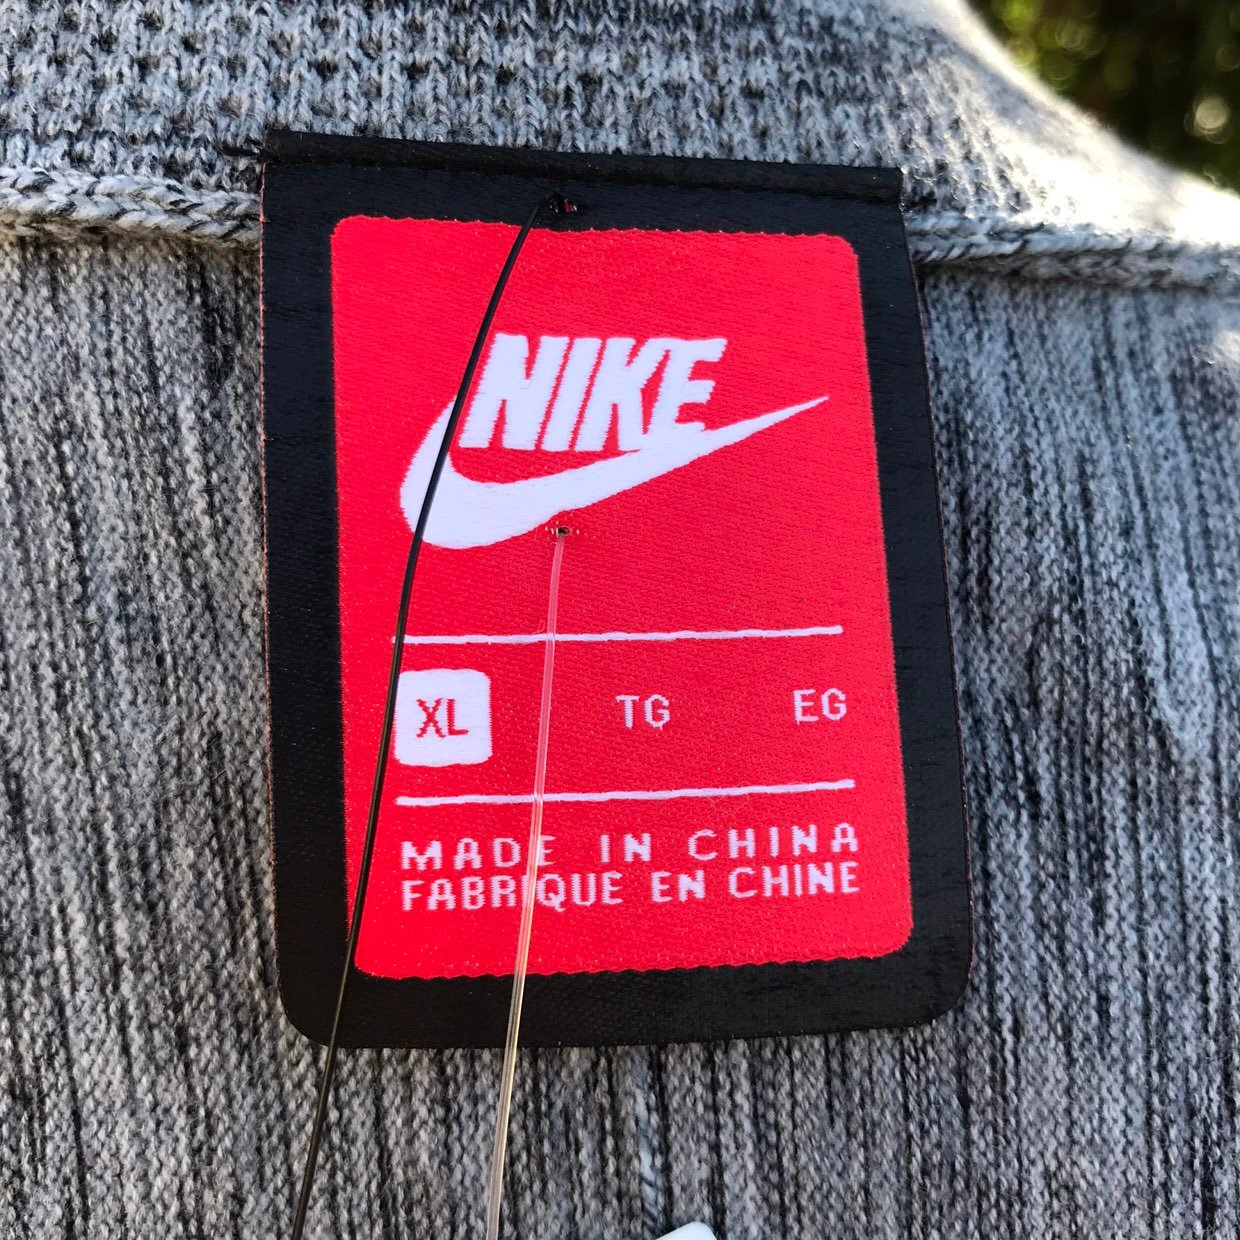 NIKE
XL TG EG
MADE IN CHINA
FABRIQUE EN CHINE